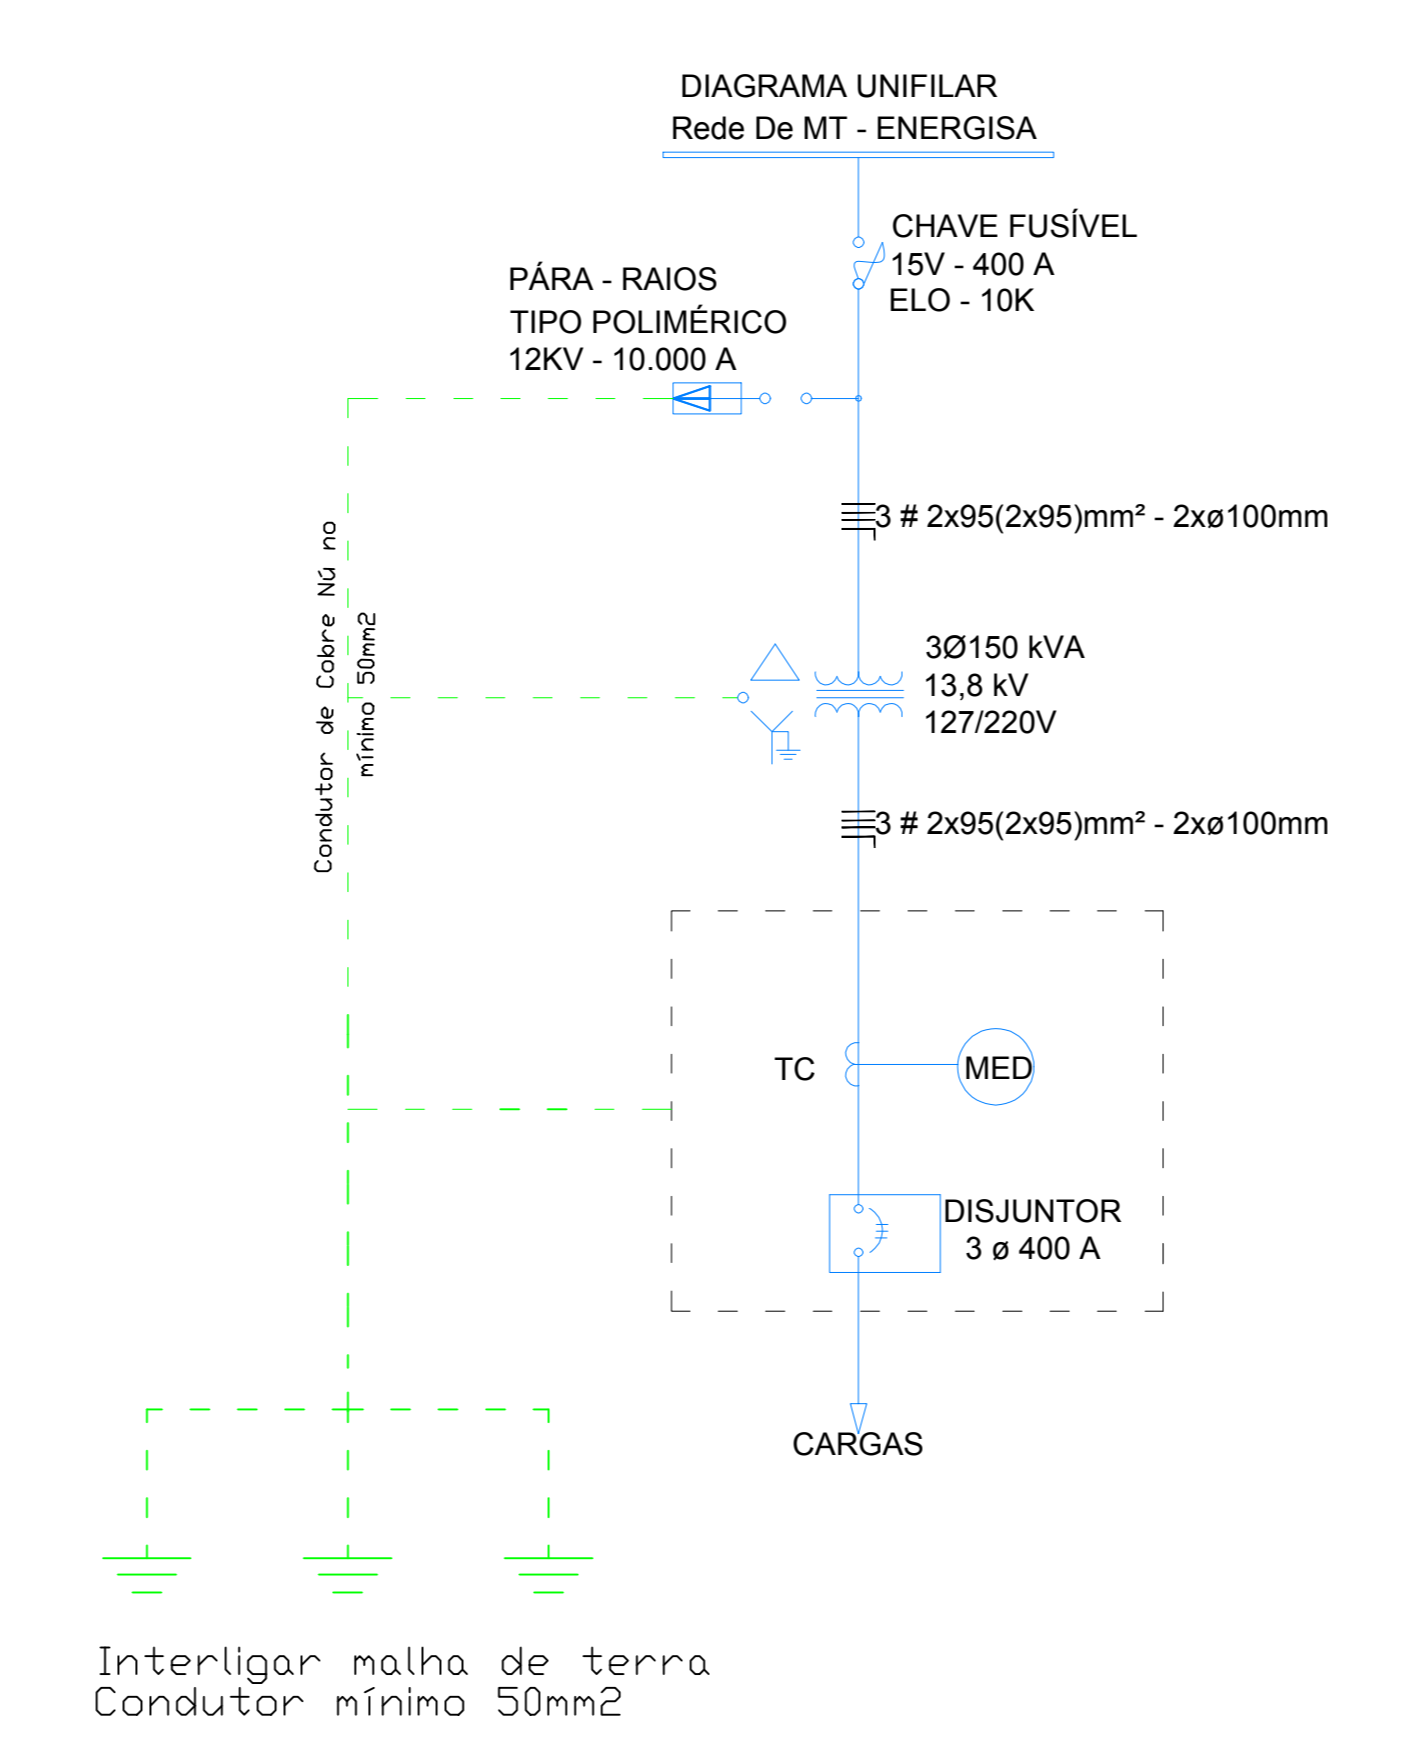 DIAGRAMA UNIFILAR
Rede De MT - ENERGISA
CHAVE FUSÍVEL
15V - 400 A
ELO - 10K
PÁRA - RAIOS
TIPO POLIMÉRICO
12KV - 10.000 A
3 # 2x95(2x95)mm² - 2xø100mm
Condutor de Cobre Nú no
mínimo 50mm2
3Ø150 kVA
13,8 kV
127/220V
3 # 2x95(2x95)mm² - 2xø100mm
TC
MED
DISJUNTOR
3 ø 400 A
CARGAS
Interligar malha de terra
Condutor mínimo 50mm2